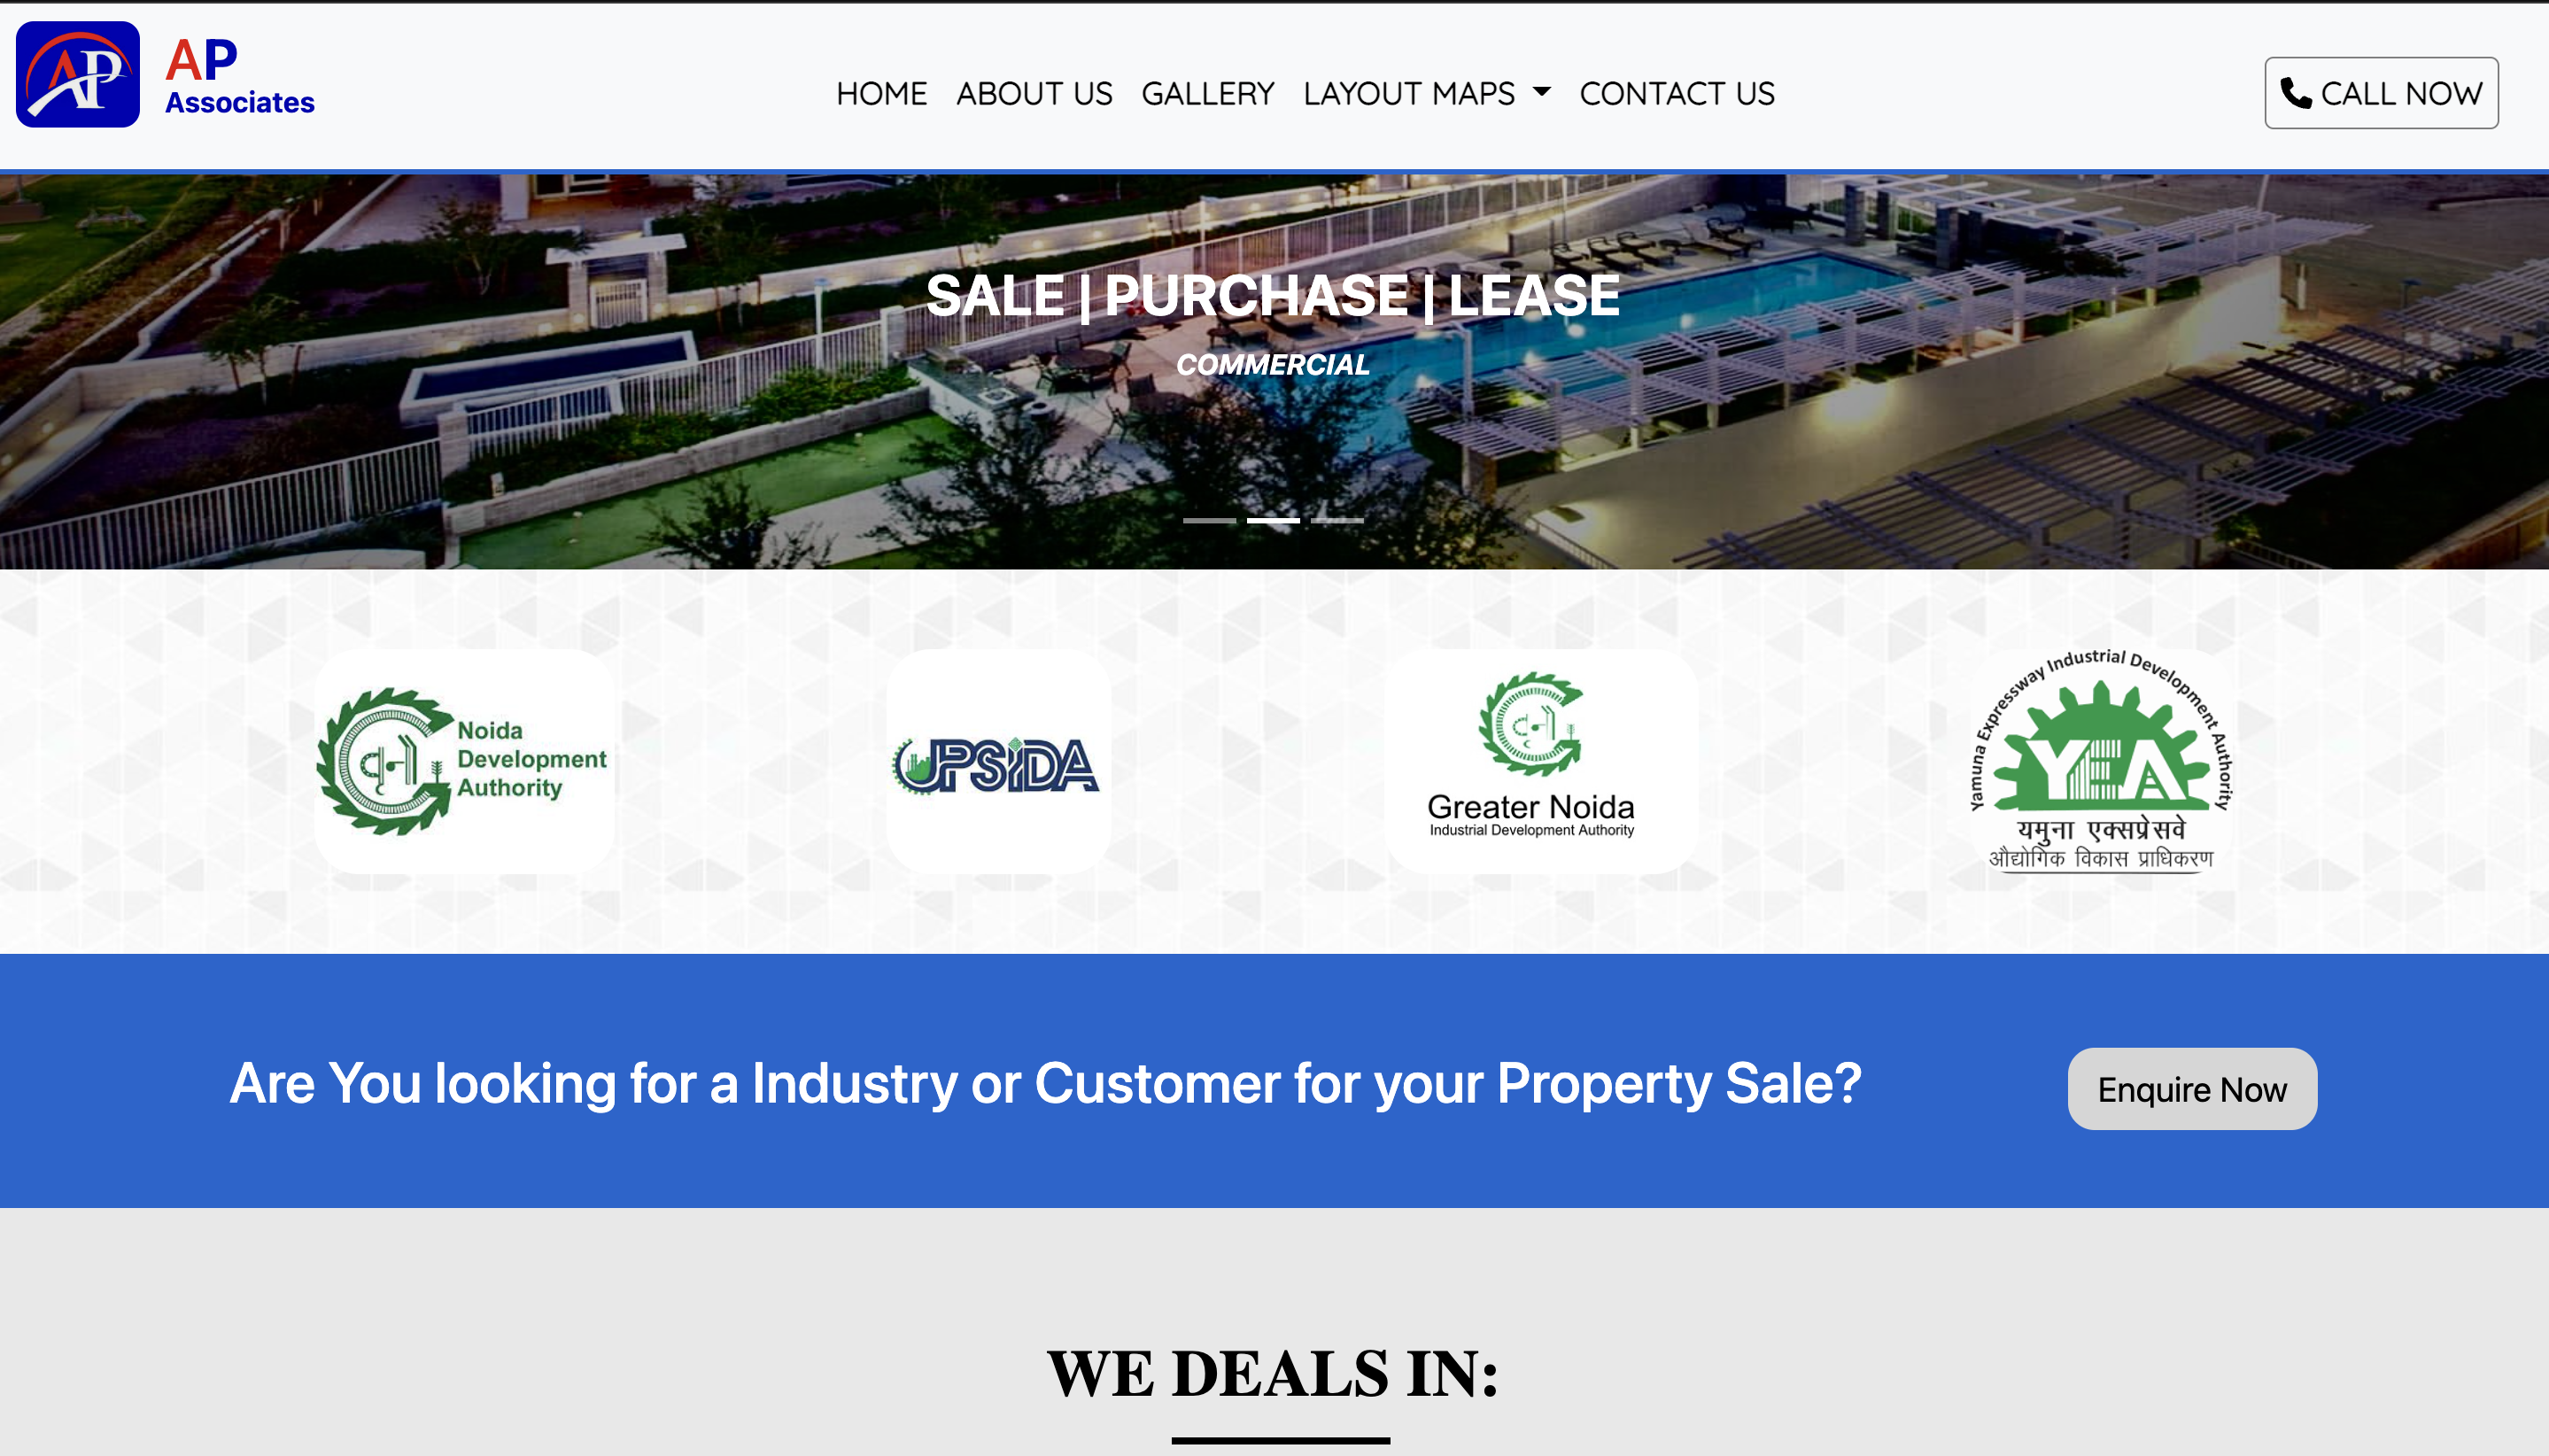 AP
AP
Associates
HOME ABOUT US GALLERY LAYOUT MAPS CONTACT US
CALL NOW
SALE | PURCHASE | LEASE
COMMERCIAL
Noida
Development
Authority
UPSIDA
Greater Noida
Industrial Development Authority
Yamuna Expressway Industrial Development Authority
YEA
यमुना एक्सप्रेसवे
औद्योगिक विकास प्राधिकरण
Are You looking for a Industry or Customer for your Property Sale?
Enquire Now
WE DEALS IN: